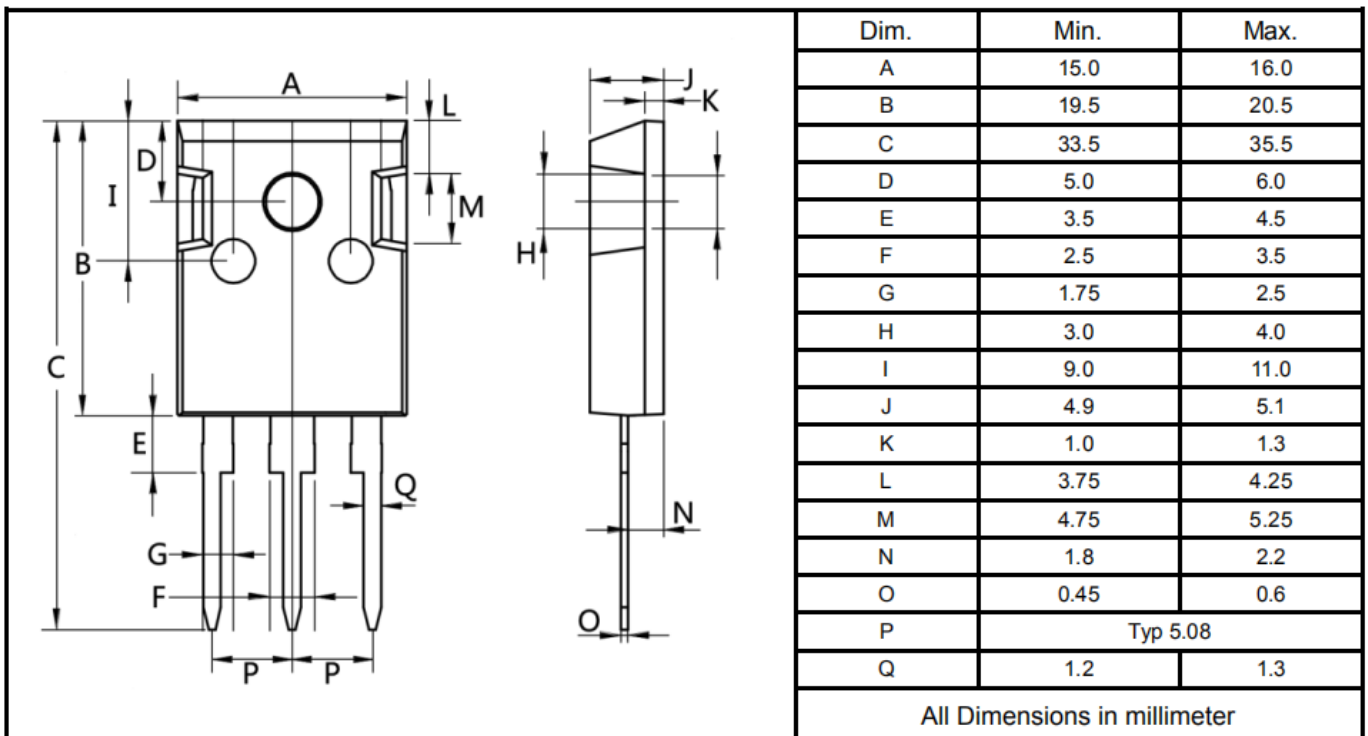 A
L
J
K
D
I
M
H
B
C
E
Q
N
G
F
O
P P
Dim. Min. Max.
A 15.0 16.0
B 19.5 20.5
C 33.5 35.5
D 5.0 6.0
E 3.5 4.5
F 2.5 3.5
G 1.75 2.5
H 3.0 4.0
I 9.0 11.0
J 4.9 5.1
K 1.0 1.3
L 3.75 4.25
M 4.75 5.25
N 1.8 2.2
O 0.45 0.6
P Typ 5.08
Q 1.2 1.3
All Dimensions in millimeter